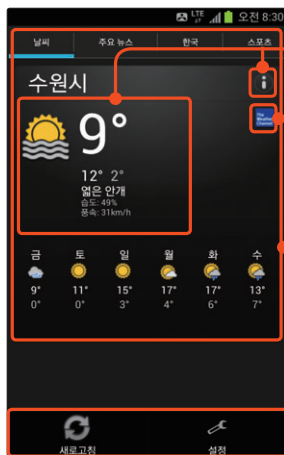 LTE 오전 8:30
날씨 주요 뉴스 한국 스포츠
수원시
i
The Weather Channel
9°
12° 2°
옅은 안개
습도: 49%
풍속: 31km/h
금 토 일 월 화 수
9° 11° 15° 17° 17° 13°
0° 0° 3° 4° 6° 7°
새로고침 설정